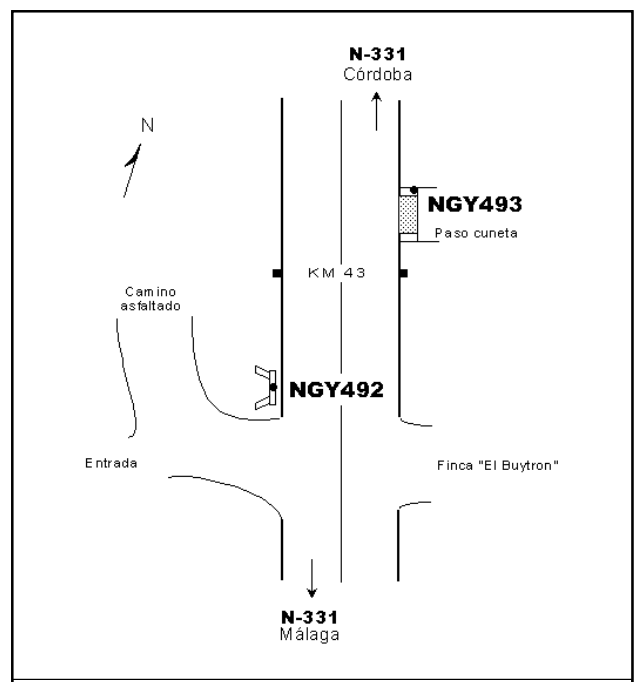 N-331
Córdoba
N
NGY493
Paso cuneta
KM 43
Camino
asfaltado
NGY492
Entrada
Finca "El Buytron"
N-331
Málaga